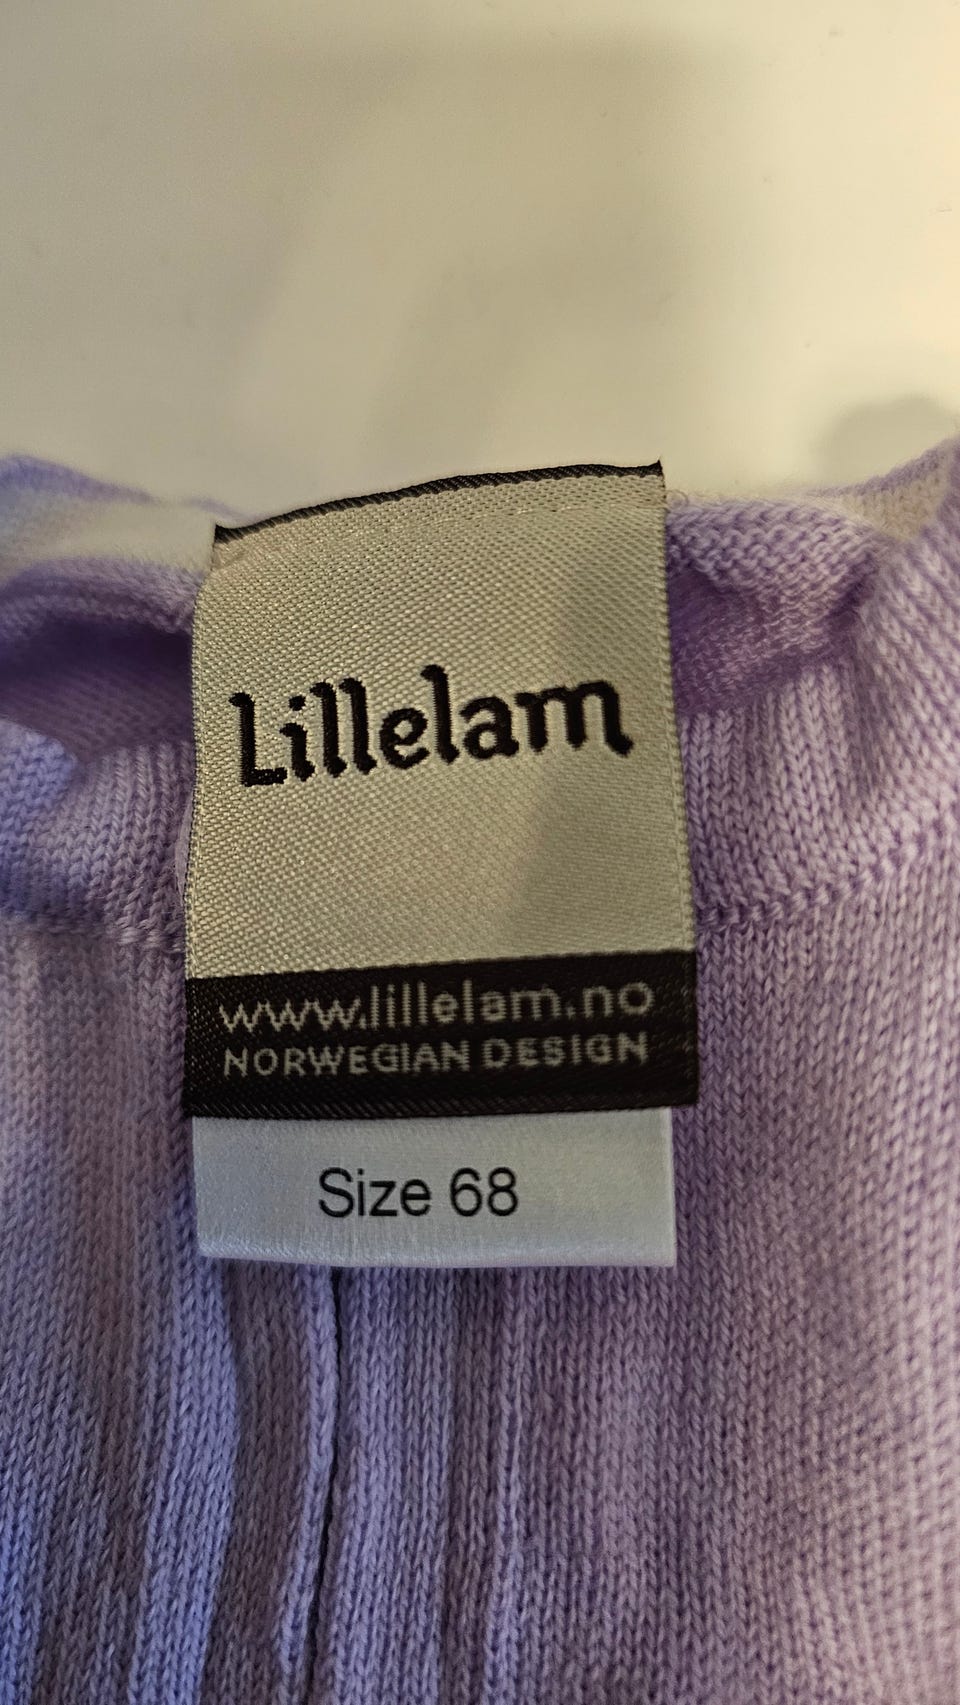 Lillelam
www.lillelam.no
NORWEGIAN DESIGN
Size 68